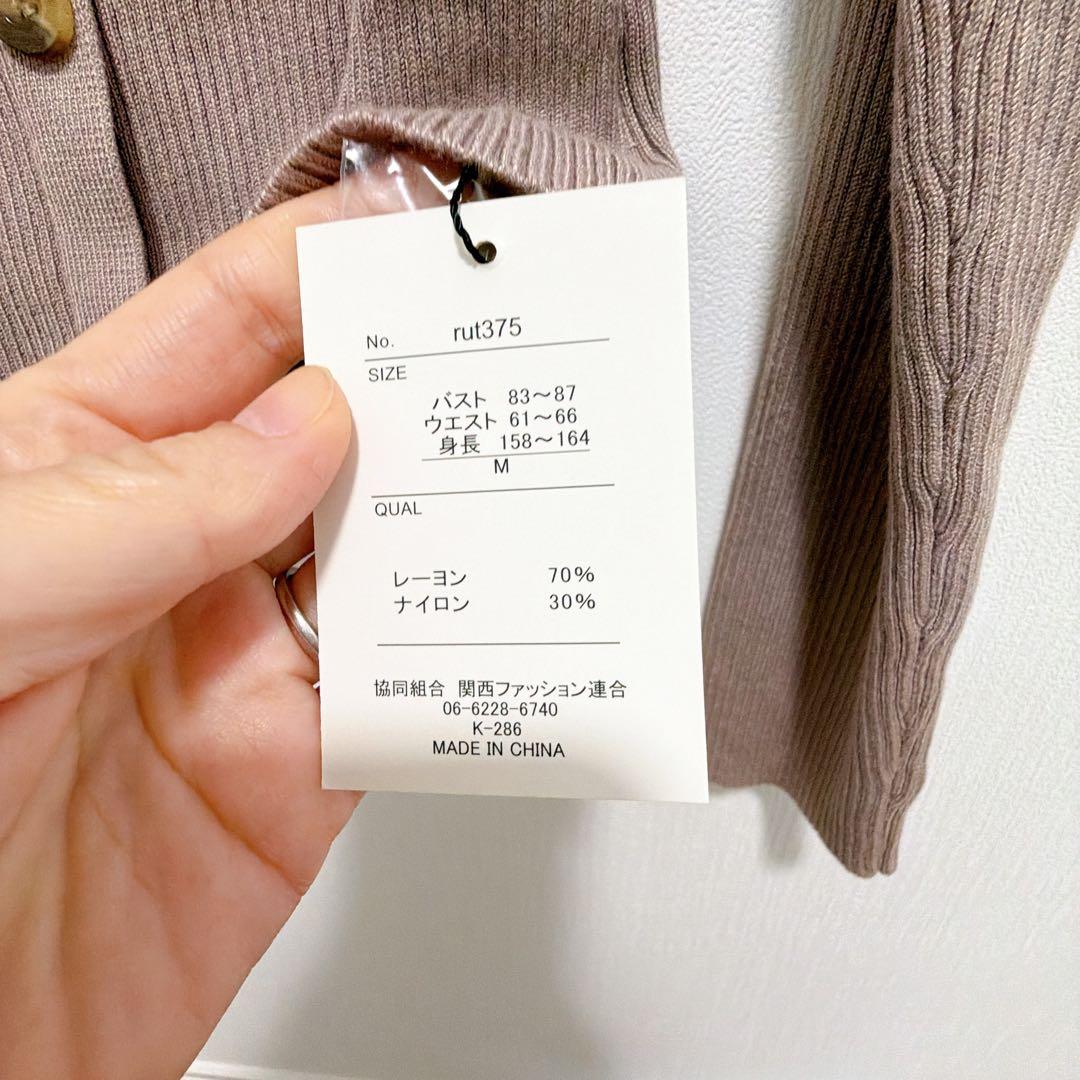 No. rut375
SIZE
バスト 83～87
ウエスト 61～66
身長 158～164
M
QUAL
レーヨン 70%
ナイロン 30%
協同組合 関西ファッション連合
06-6228-6740
K-286
MADE IN CHINA